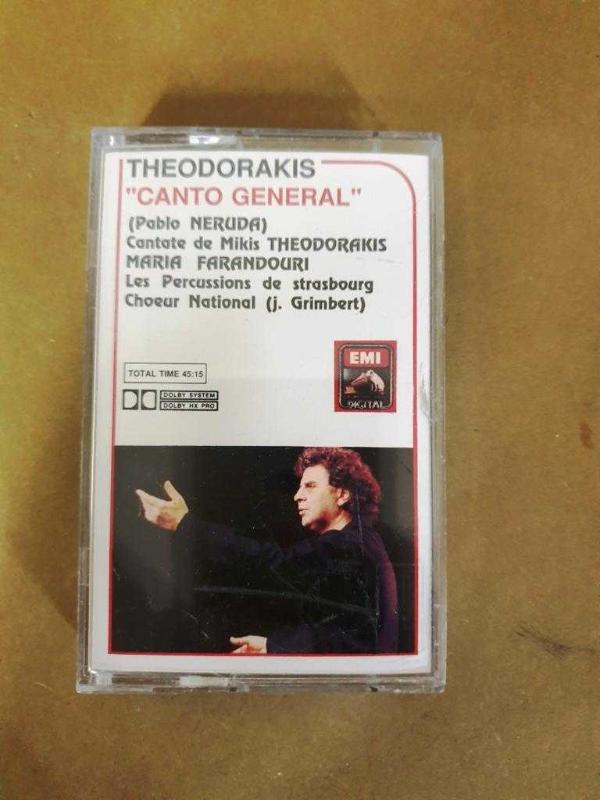 THEODORAKIS
"CANTO GENERAL"
(Pablo NERUDA)
Cantate de Mikis THEODORAKIS
MARIA FARANDOURI
Les Percussions de strasbourg
Choeur National (j. Grimbert)
TOTAL TIME 45:15
DOLBY SYSTEM
DOLBY HX PRO
EMI
DIGITAL